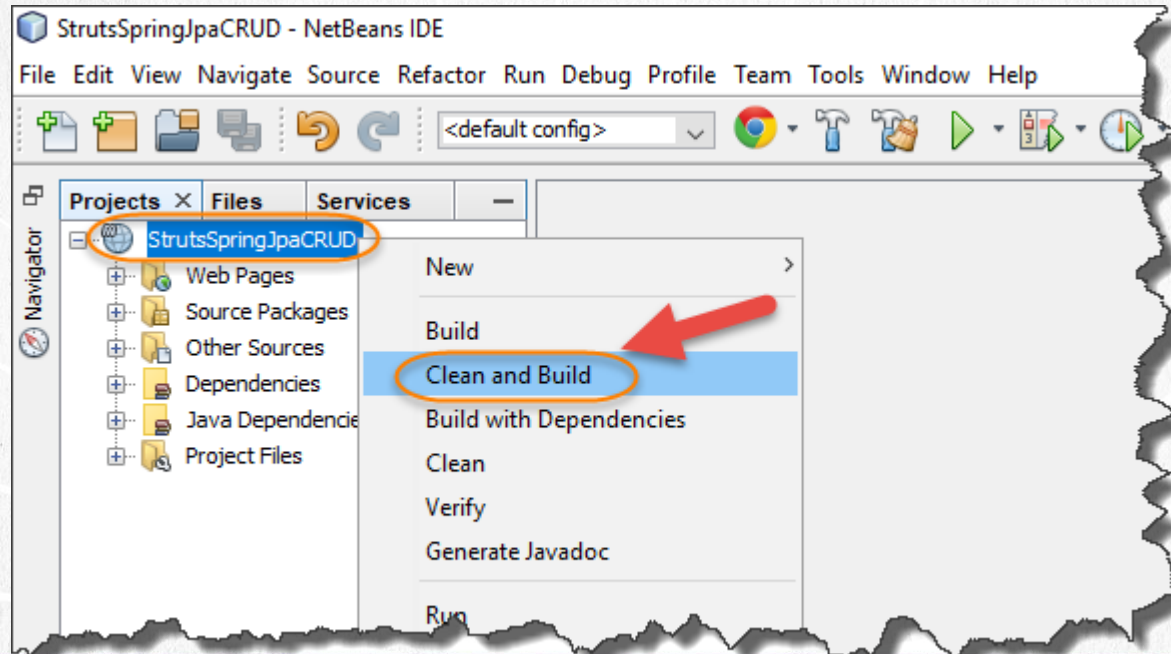 StrutsSpringJpaCRUD - NetBeans IDE
File Edit View Navigate Source Refactor Run Debug Profile Team Tools Window Help
<default config>
Projects Files Services
Navigator
StrutsSpringJpaCRUD
Web Pages
Source Packages
Other Sources
Dependencies
Java Dependencie
Project Files
New
Build
Clean and Build
Build with Dependencies
Clean
Verify
Generate Javadoc
Run